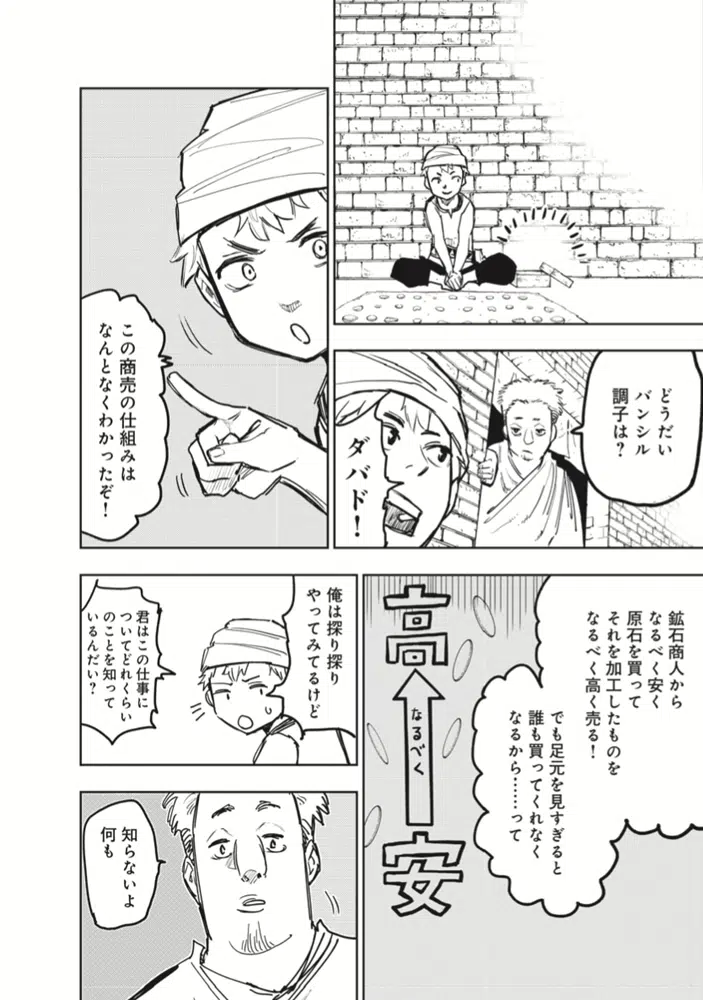 どうだい
バンシル
調子は？
ダバド！
この商売の仕組みは
なんとなくわかったぞ！
鉱石商人から
なるべく安く
原石を買って
それを加工したものを
なるべく高く売る！
でも足元を見すぎると
誰も買ってくれなく
なるから……って
高
なるべく
安
俺は探り探り
やってみてるけど
君はこの仕事に
ついてどれくらい
のことを知って
いるんだい？
知らないよ
何も